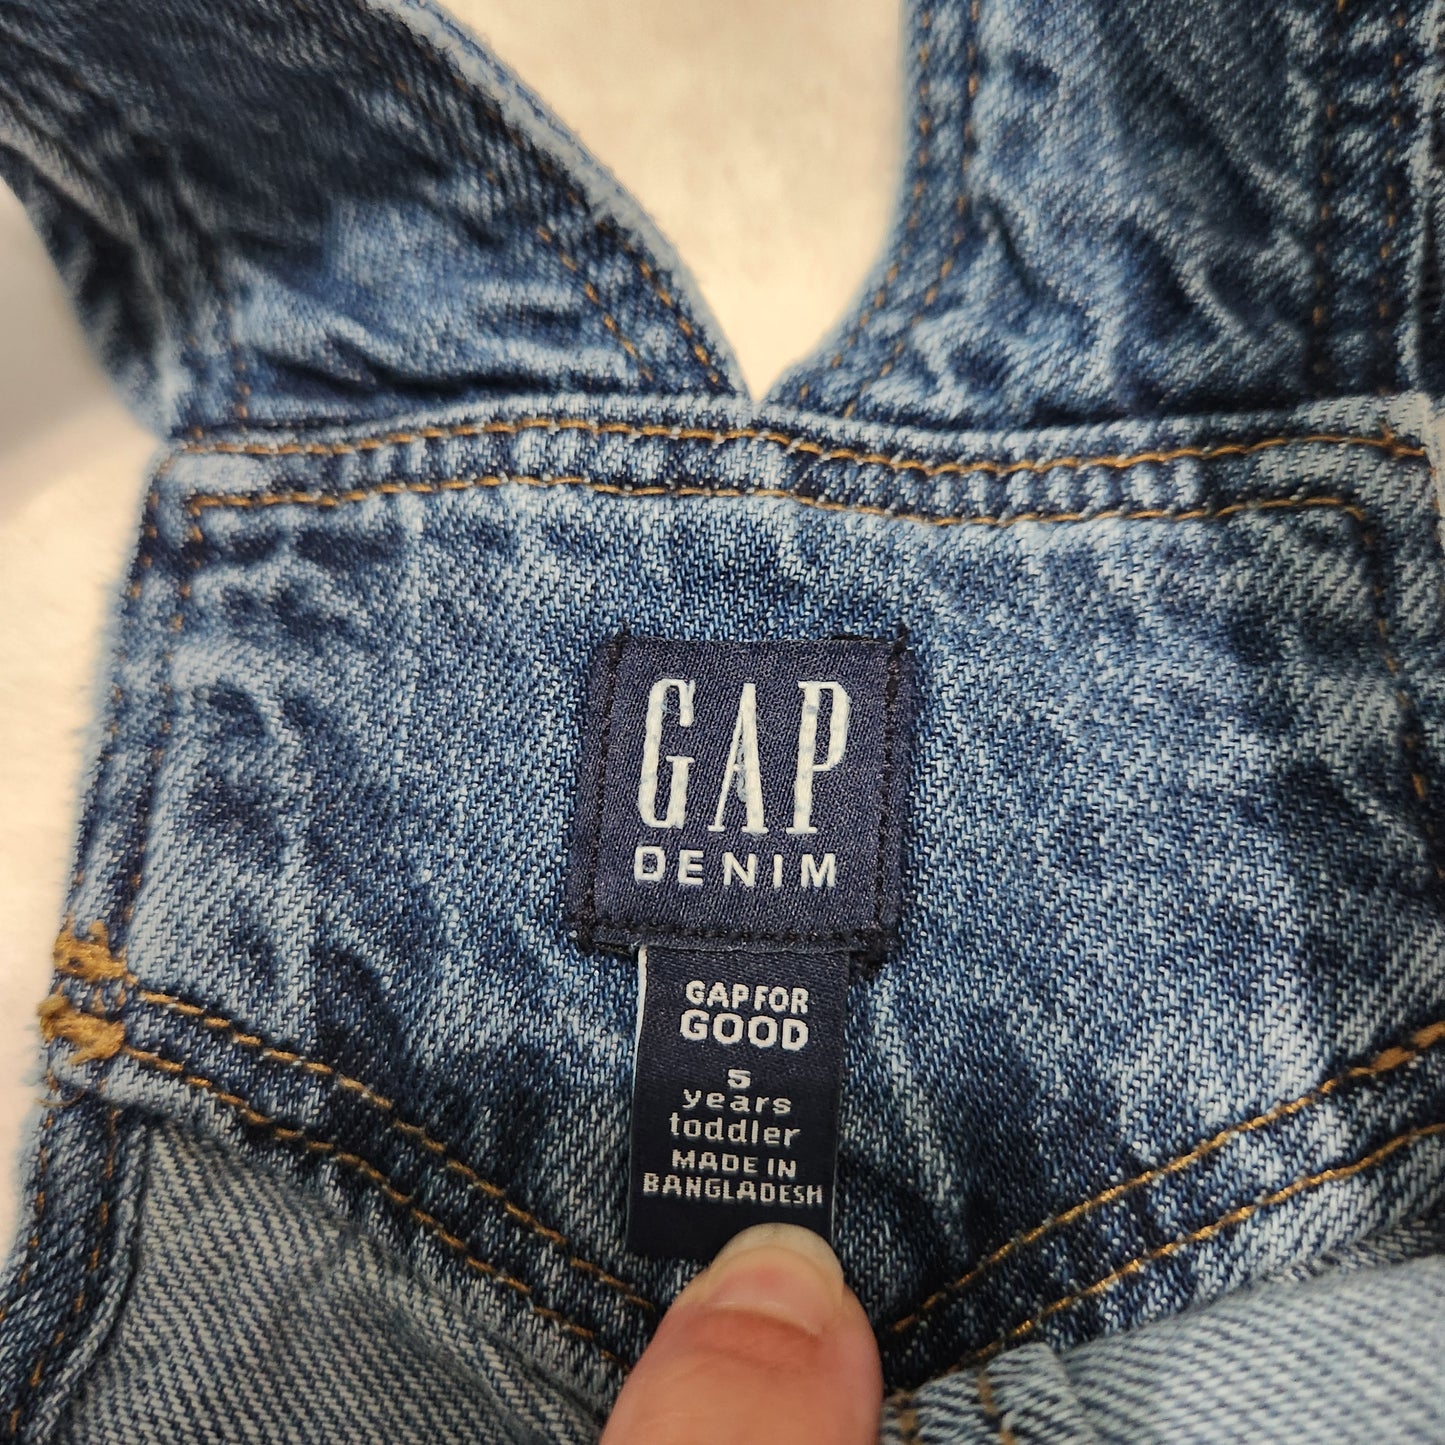 GAP
DENIM
GAP FOR
GOOD
5
years
toddler
MADE IN
BANGLADESH